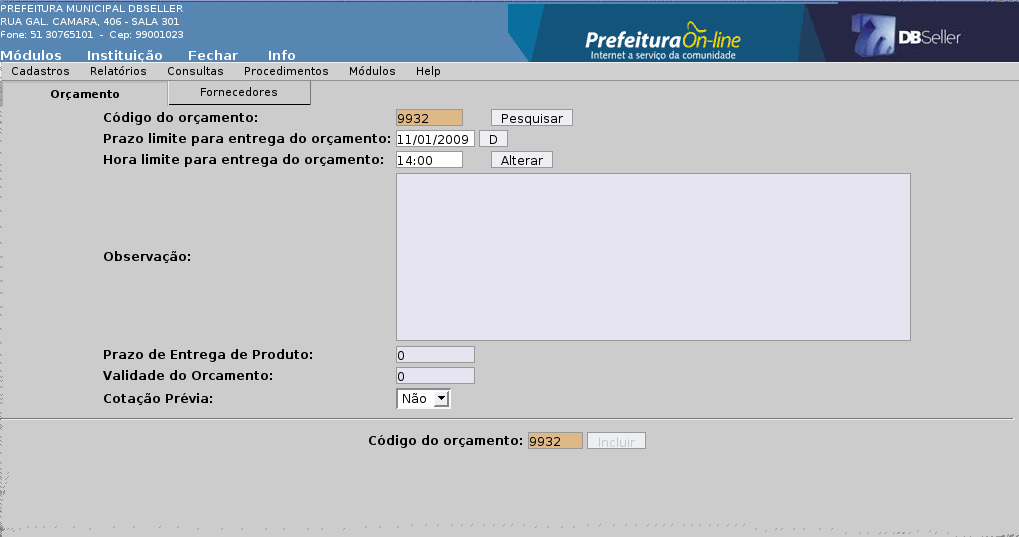 PREFEITURA MUNICIPAL DBSELLER
RUA GAL. CAMARA, 406 - SALA 301
Fone: 51 30765101 - Cep: 99001023
Módulos Instituição Fechar Info
PrefeituraOn-line
Internet a serviço da comunidade
DBSeller
Cadastros Relatórios Consultas Procedimentos Módulos Help
Orçamento Fornecedores
Código do orçamento: 9932 Pesquisar
Prazo limite para entrega do orçamento: 11/01/2009 D
Hora limite para entrega do orçamento: 14:00 Alterar
Observação:
Prazo de Entrega de Produto: 0
Validade do Orcamento: 0
Cotação Prévia: Não
Código do orçamento: 9932 Incluir